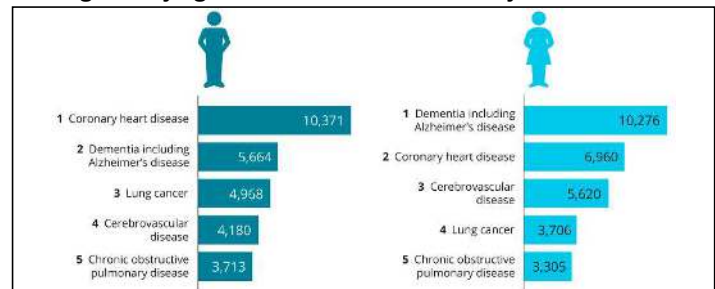 1 Coronary heart disease
10,371
2 Dementia including
Alzheimer's disease
5,664
3 Lung cancer
4,968
4 Cerebrovascular
disease
4,180
5 Chronic obstructive
pulmonary disease
3,713
1 Dementia including
Alzheimer's disease
10,276
2 Coronary heart disease
6,960
3 Cerebrovascular
disease
5,620
4 Lung cancer
3,706
5 Chronic obstructive
pulmonary disease
3,305